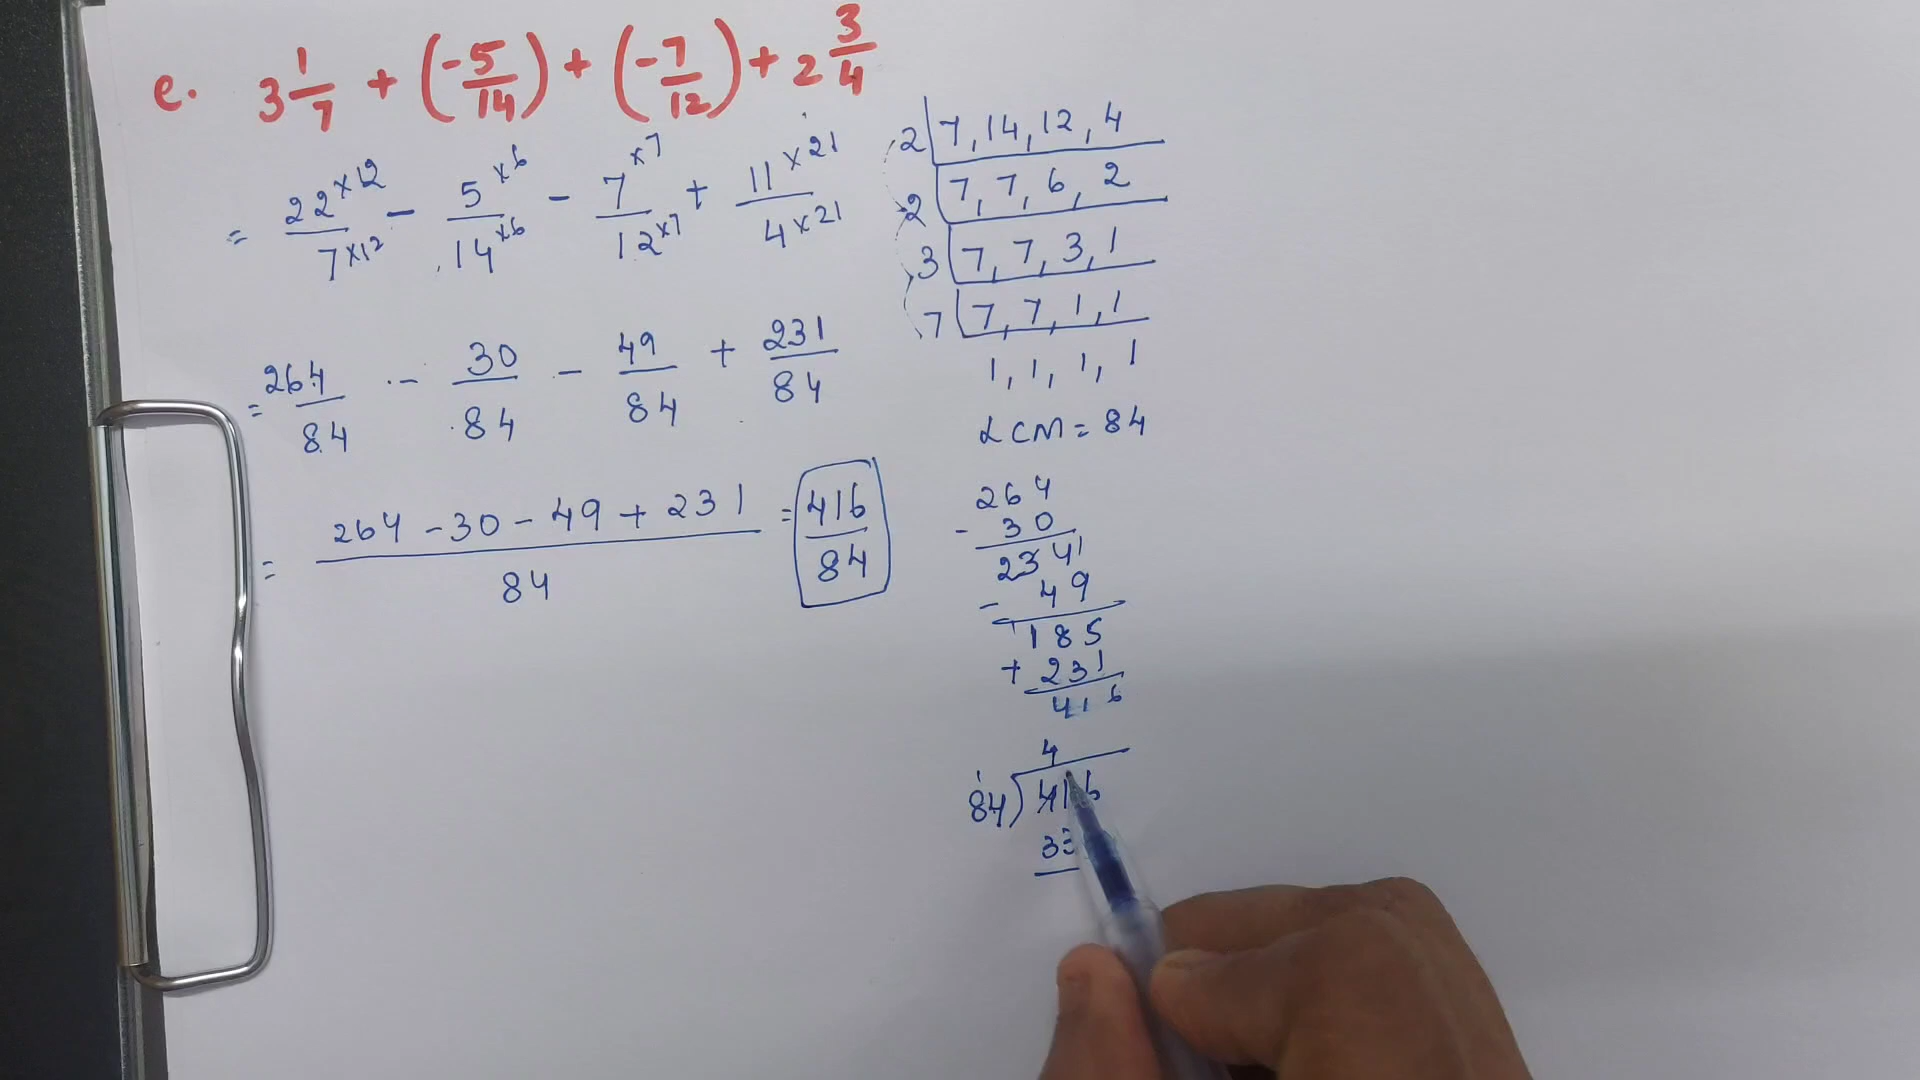 e. 3 1/7 + (-5/14) + (-7/12) + 2 3/4
= 22×12/7×12 - 5×6/14×6 - 7×7/12×7 + 11×21/4×21
= 264/84 - 30/84 - 49/84 + 231/84
= 264 - 30 - 49 + 231/84 = 416/84
2 7, 14, 12, 4
2 7, 7, 6, 2
3 7, 7, 3, 1
7 7, 7, 1, 1
1, 1, 1, 1
LCM = 84
264
- 30
234 1
- 49
185
+ 231
416
4
1
84) 416
33